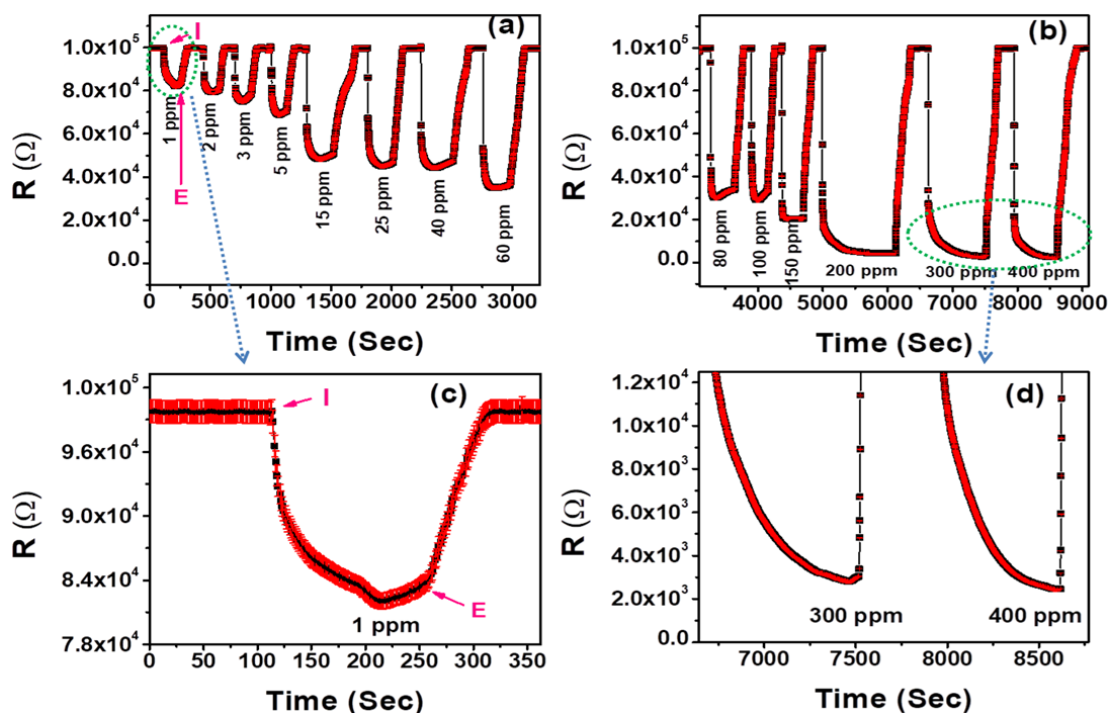 (a)
I
1.0x10⁵
8.0x10⁴
6.0x10⁴
4.0x10⁴
2.0x10⁴
0.0
R (Ω)
1 ppm
2 ppm
3 ppm
5 ppm
15 ppm
25 ppm
40 ppm
60 ppm
E
0 500 1000 1500 2000 2500 3000
Time (Sec)
(b)
1.0x10⁵
8.0x10⁴
6.0x10⁴
4.0x10⁴
2.0x10⁴
0.0
R (Ω)
80 ppm
100 ppm
150 ppm
200 ppm
300 ppm
400 ppm
4000 5000 6000 7000 8000 9000
Time (Sec)
(c)
I
1.0x10⁵
9.6x10⁴
9.0x10⁴
8.4x10⁴
7.8x10⁴
R (Ω)
E
1 ppm
0 50 100 150 200 250 300 350
Time (Sec)
(d)
1.2x10⁴
1.0x10⁴
8.0x10³
6.0x10³
4.0x10³
2.0x10³
0.0
R (Ω)
300 ppm
400 ppm
7000 7500 8000 8500
Time (Sec)